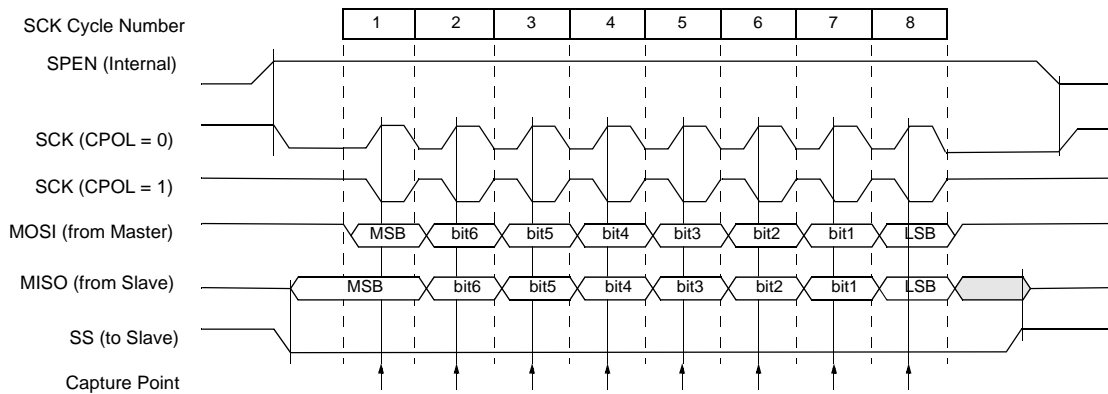 SCK Cycle Number 1 2 3 4 5 6 7 8
SPEN (Internal)
SCK (CPOL = 0)
SCK (CPOL = 1)
MOSI (from Master) MSB bit6 bit5 bit4 bit3 bit2 bit1 LSB
MISO (from Slave) MSB bit6 bit5 bit4 bit3 bit2 bit1 LSB
SS (to Slave)
Capture Point